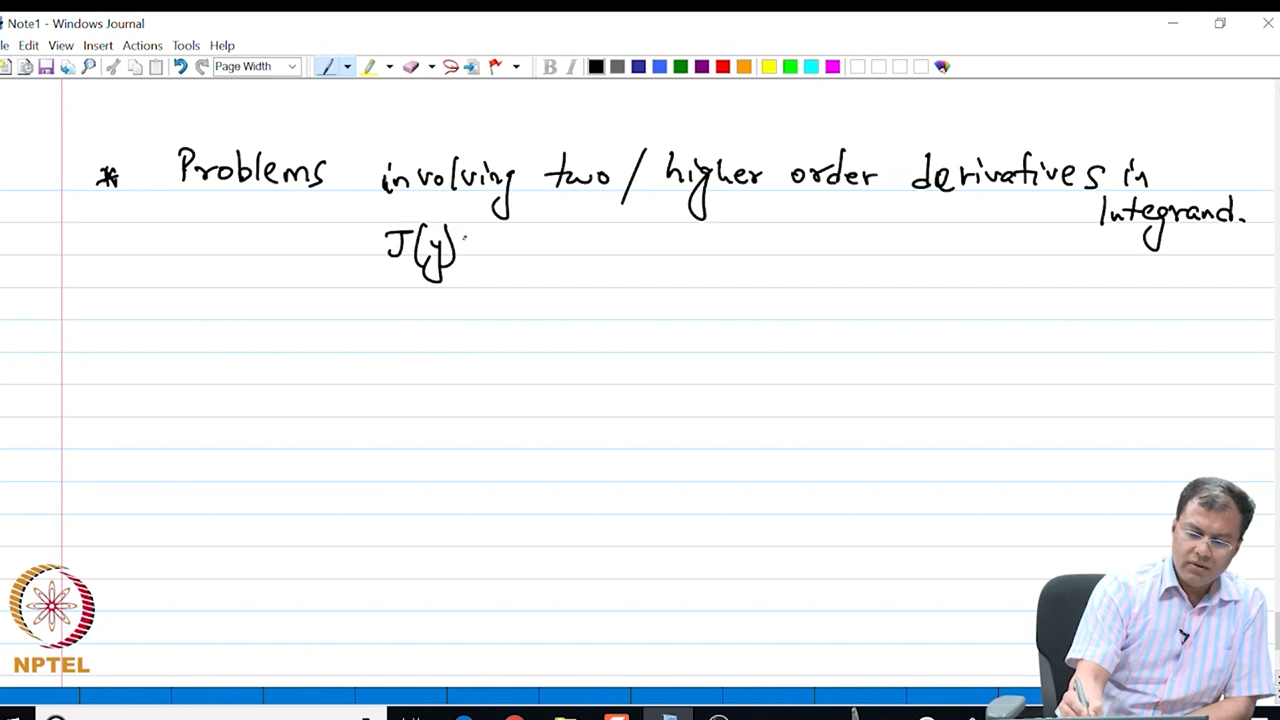 Note1 - Windows Journal
le Edit View Insert Actions Tools Help
Page Width
B I
* Problems involving two / higher order derivatives in
Integrand.
J(y)
NPTEL